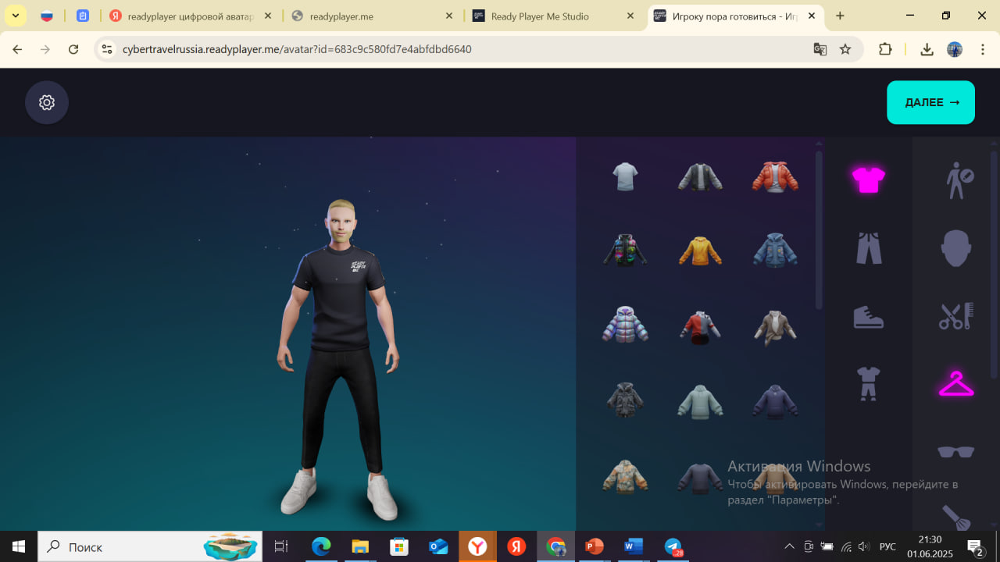 readyplayer цифровой аватар
readyplayer.me
Ready Player Me Studio
Игроку пора готовиться - Иг
cybertravelrussia.readyplayer.me/avatar?id=683c9c580fd7e4abfdbd6640
ДАЛЕЕ →
READY
PLAYER
ME
Активация Windows
Чтобы активировать Windows, перейдите в
раздел "Параметры".
Поиск
28
РУС
21:30
01.06.2025
2